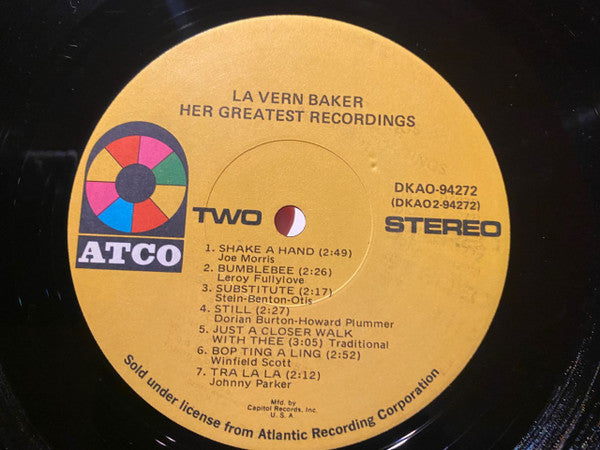 LA VERN BAKER
HER GREATEST RECORDINGS
ATCO
TWO
DKAO-94272
(DKAO2-94272)
STEREO
1. SHAKE A HAND (2:49)
Joe Morris
2. BUMBLEBEE (2:26)
Leroy Fullylove
3. SUBSTITUTE (2:17)
Stein-Benton-Otis
4. STILL (2:27)
Dorian Burton-Howard Plummer
5. JUST A CLOSER WALK
WITH THEE (3:05) Traditional
6. BOP TING A LING (2:52)
Winfield Scott
7. TRA LA LA (2:12)
Johnny Parker
Mfd. by
Capitol Records, Inc.
U. S. A
Sold under license from Atlantic Recording Corporation